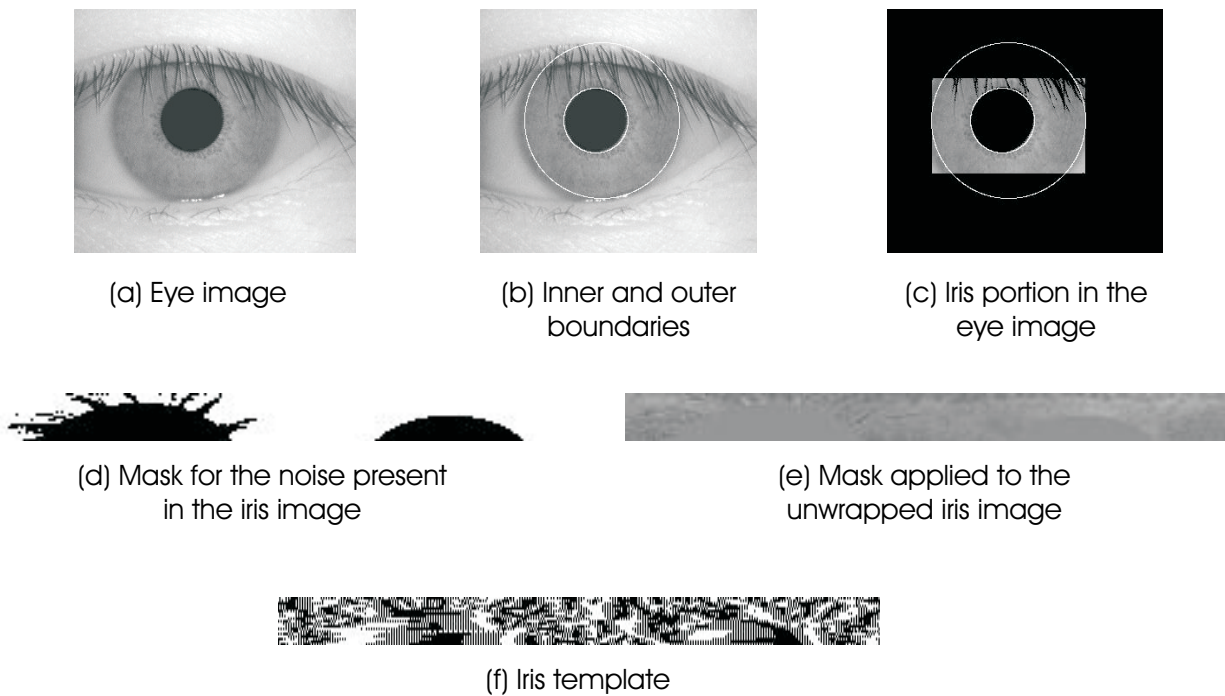 (a) Eye image
(b) Inner and outer
boundaries
(c) Iris portion in the
eye image
(d) Mask for the noise present
in the iris image
(e) Mask applied to the
unwrapped iris image
(f) Iris template